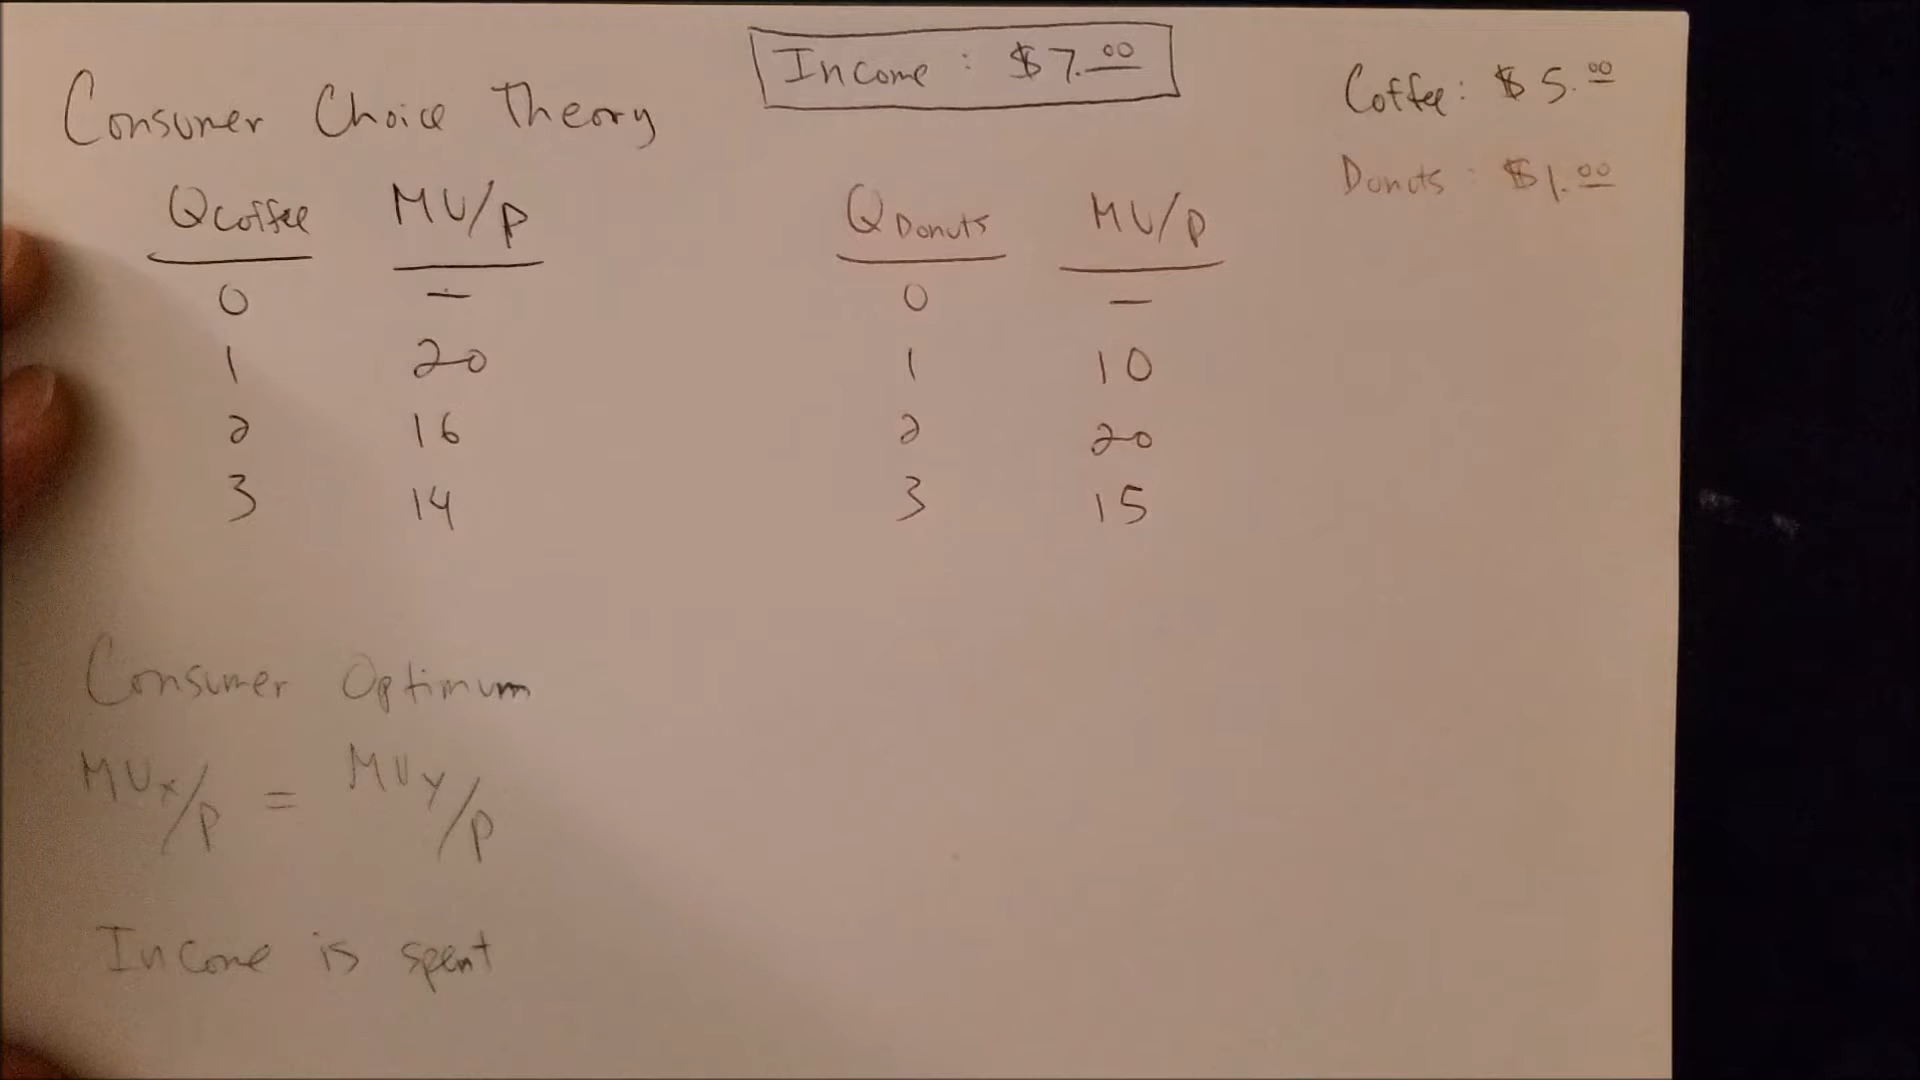 Income : $7.00
Consumer Choice Theory
Coffee: $5.00
Donuts : $1.00
QCoffee MU/P
0 —
1 20
2 16
3 14
QDonuts MU/P
0 —
1 10
2 20
3 15
Consumer Optimum
MUx/P = MUy/P
Income is spent